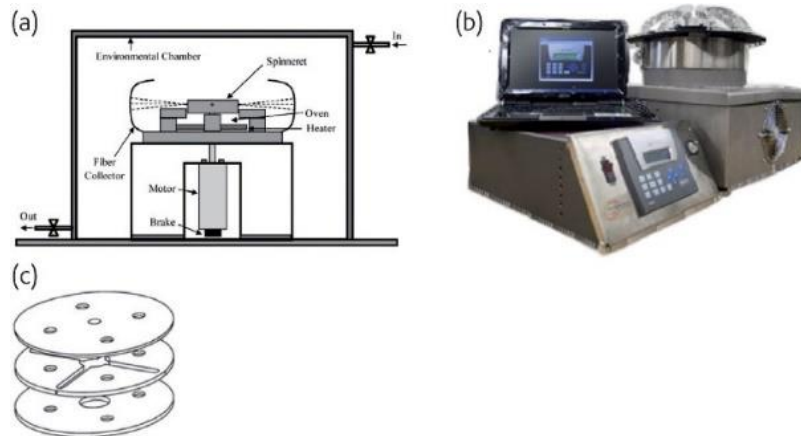 (a)
Environmental Chamber
In
Spinneret
Oven
Heater
Fiber
Collector
Motor
Out
Brake
(b)
(c)